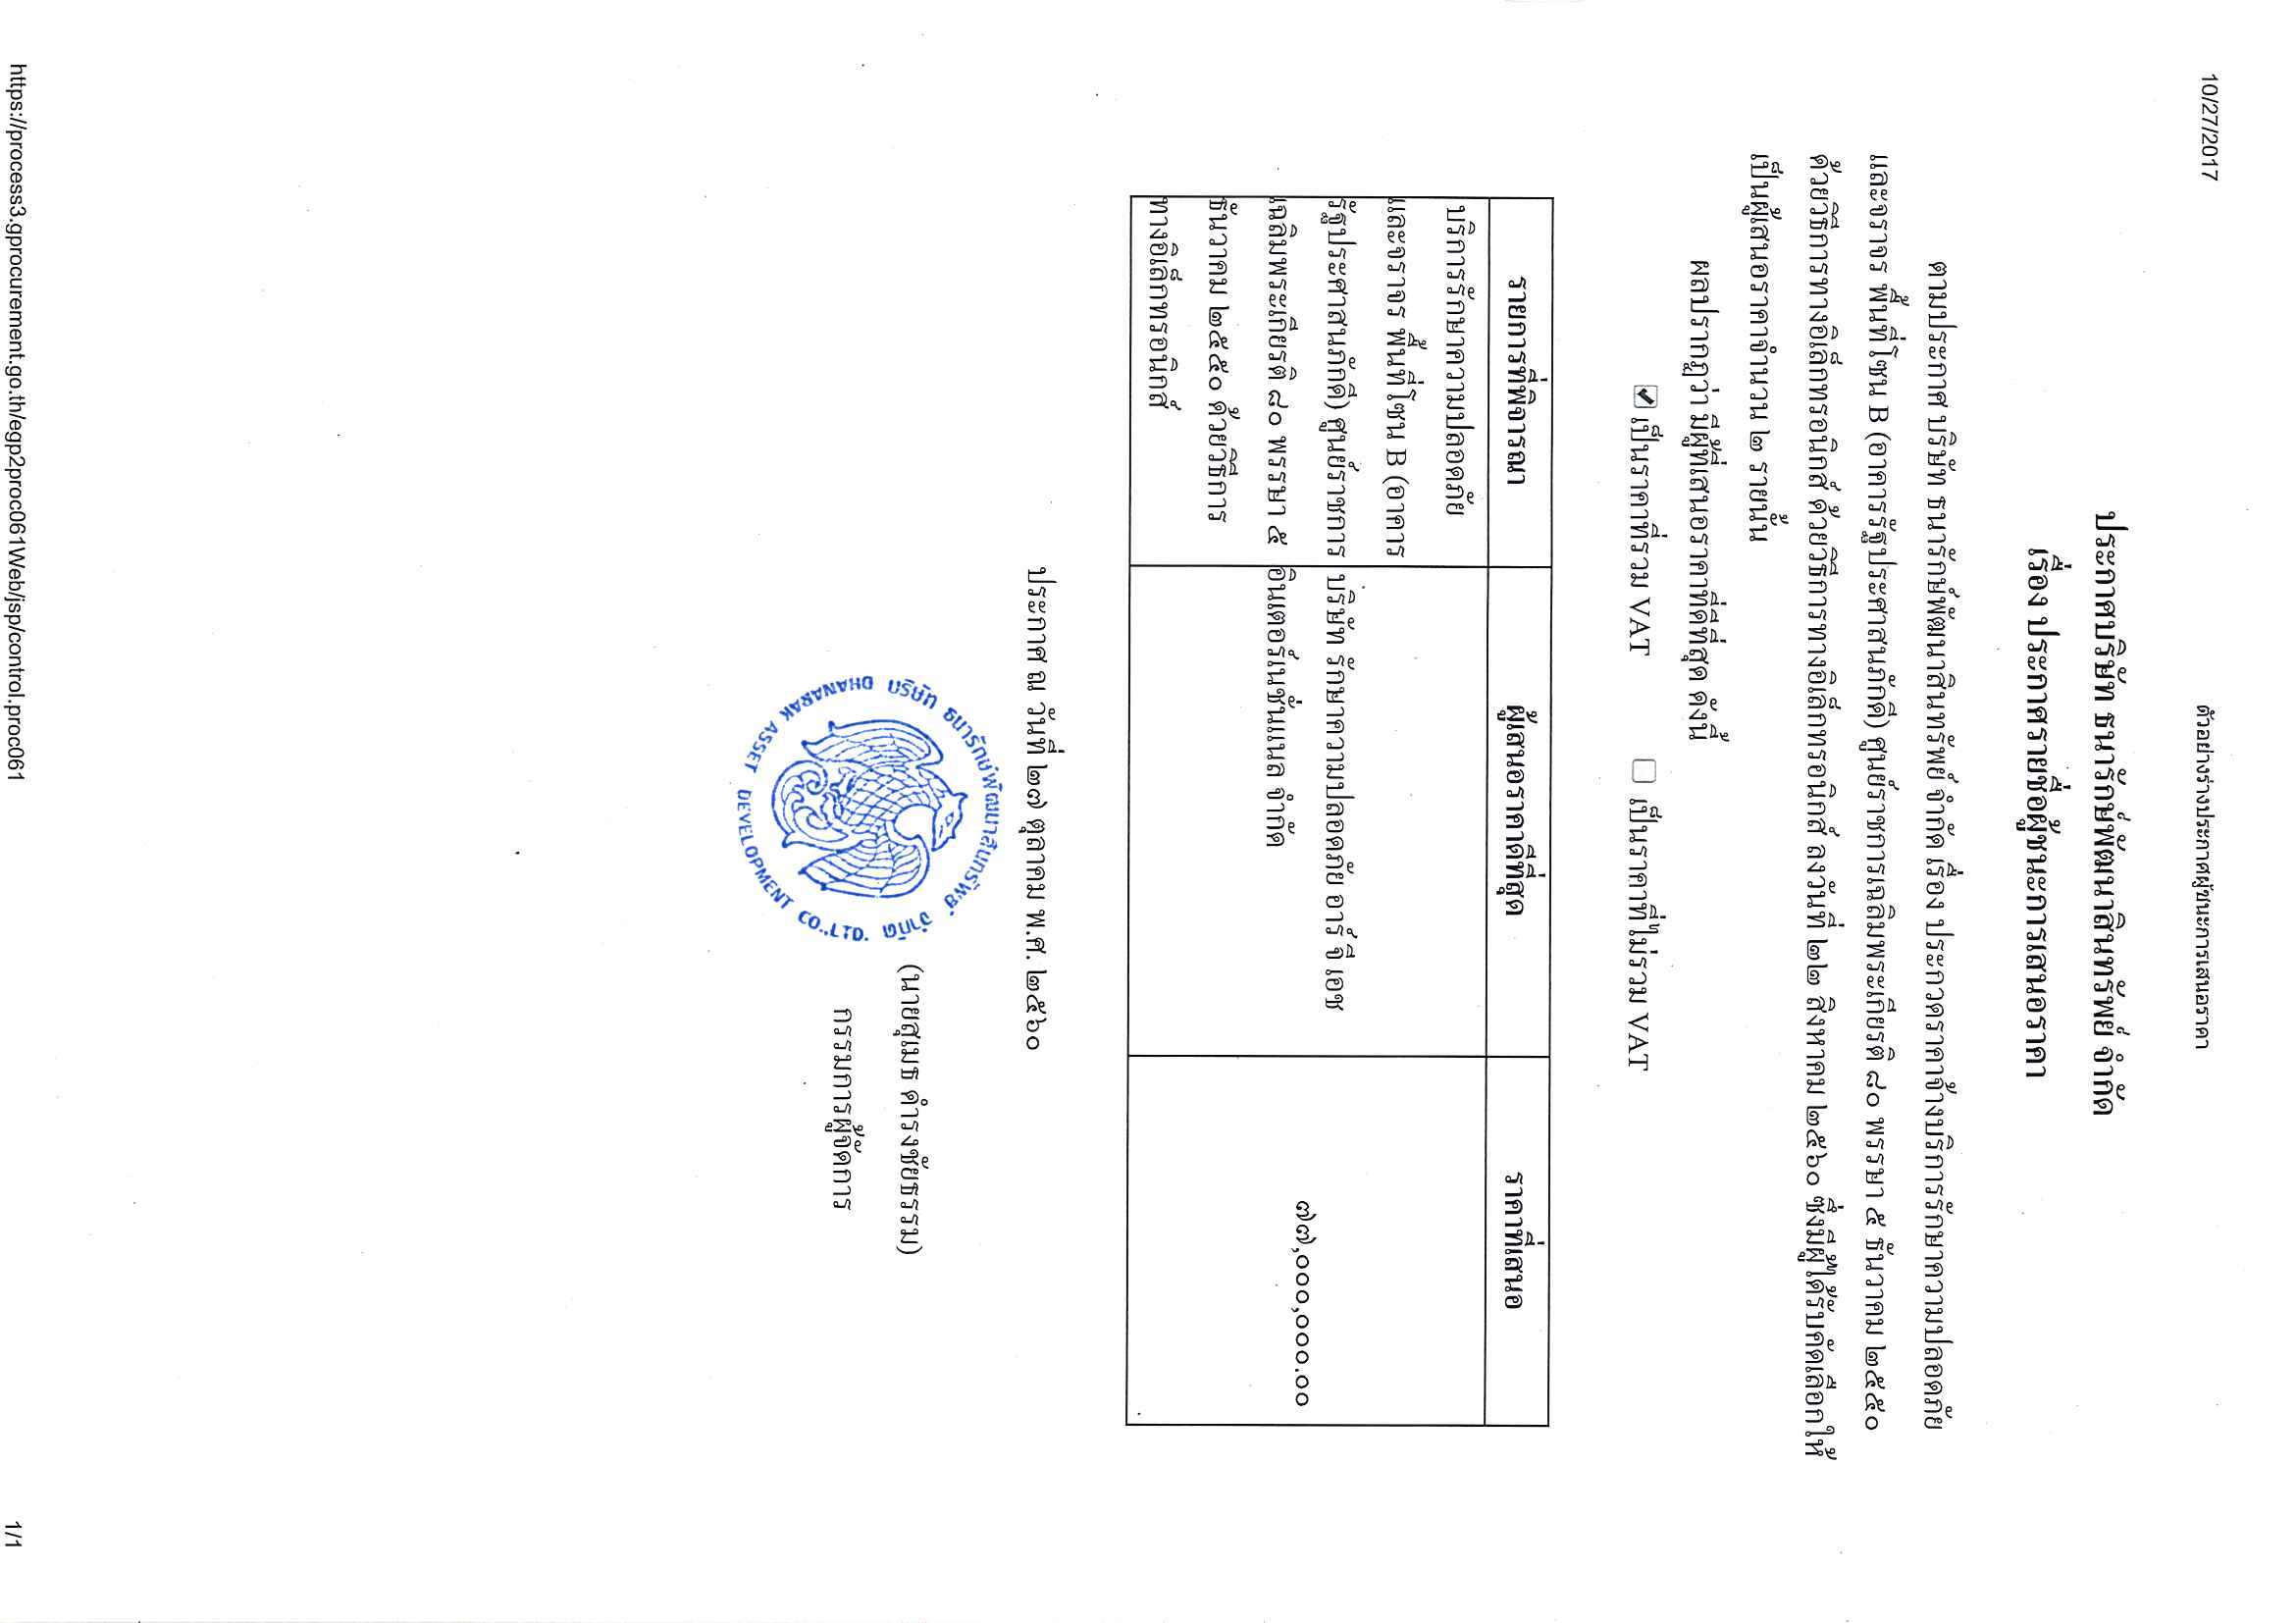 10/27/2017
ตัวอย่างร่างประกาศผู้ชนะการเสนอราคา
ประกาศบริษัท ธนารักษ์พัฒนาสินทรัพย์ จำกัด
เรื่อง ประกาศรายชื่อผู้ชนะการเสนอราคา
ตามประกาศ บริษัท ธนารักษ์พัฒนาสินทรัพย์ จำกัด เรื่อง ประกวดราคาจ้างบริการรักษาความปลอดภัย
และจราจร พื้นที่โซน B (อาคารรัฐประศาสนภักดี) ศูนย์ราชการเฉลิมพระเกียรติ ๘๐ พรรษา ๕ ธันวาคม ๒๕๕๐
ด้วยวิธีการทางอิเล็กทรอนิกส์ ด้วยวิธีการทางอิเล็กทรอนิกส์ ลงวันที่ ๒๒ สิงหาคม ๒๕๖๐ ซึ่งมีผู้ได้รับคัดเลือกให้
เป็นผู้เสนอราคาจำนวน ๒ รายนั้น
ผลปรากฏว่า มีผู้ที่เสนอราคาที่ดีที่สุด ดังนี้
เป็นราคาที่รวม VAT เป็นราคาที่ไม่รวม VAT
รายการที่พิจารณา ผู้เสนอราคาดีที่สุด ราคาที่เสนอ
บริการรักษาความปลอดภัย
และจราจร พื้นที่โซน B (อาคาร
รัฐประศาสนภักดี) ศูนย์ราชการ
เฉลิมพระเกียรติ ๘๐ พรรษา ๕
ธันวาคม ๒๕๕๐ ด้วยวิธีการ
ทางอิเล็กทรอนิกส์
บริษัท รักษาความปลอดภัย อาร์ จี เอช
อินเตอร์เนชั่นแนล จำกัด
๗๗,๐๐๐,๐๐๐.๐๐
ประกาศ ณ วันที่ ๒๗ ตุลาคม พ.ศ. ๒๕๖๐
บริษัท ธนารักษ์พัฒนาสินทรัพย์ จำกัด
DHANARAK ASSET DEVELOPMENT CO.,LTD.
(นายสุเมธ ดำรงชัยธรรม)
กรรมการผู้จัดการ
https://process3.gprocurement.go.th/egp2proc061Web/jsp/control.proc061
1/1